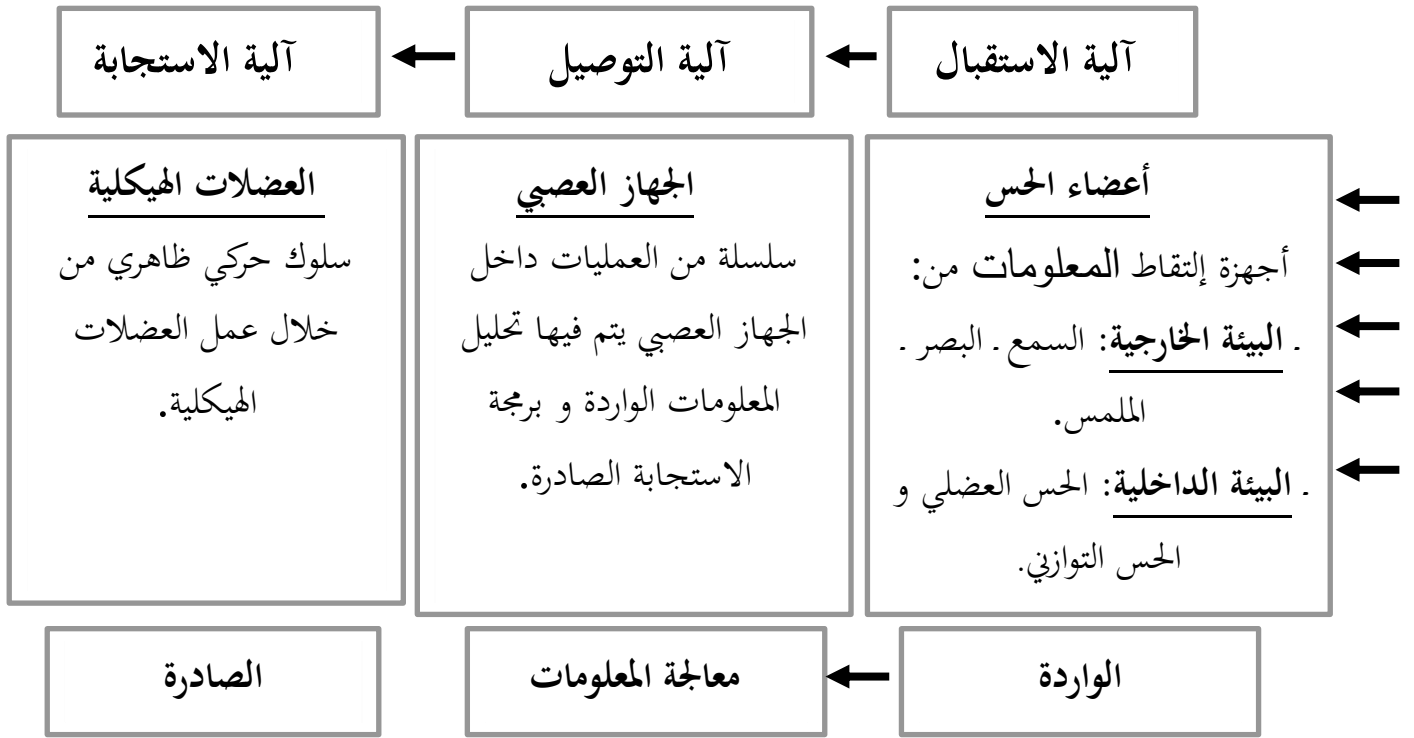 آلية الاستقبال
آلية التوصيل
آلية الاستجابة
أعضاء الحس
أجهزة إلتقاط المعلومات من:
ـ البيئة الخارجية: السمع ـ البصر ـ
الملمس.
ـ البيئة الداخلية: الحس العضلي و
الحس التوازني.
الجهاز العصبي
سلسلة من العمليات داخل
الجهاز العصبي يتم فيها تحليل
المعلومات الواردة و برمجة
الاستجابة الصادرة.
العضلات الهيكلية
سلوك حركي ظاهري من
خلال عمل العضلات
الهيكلية.
الواردة
معالجة المعلومات
الصادرة